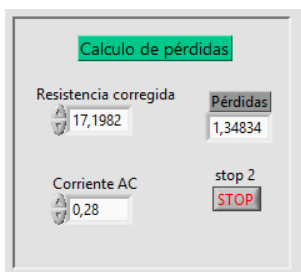 Calculo de pérdidas
Resistencia corregida
17,1982
Pérdidas
1,34834
Corriente AC
0,28
stop 2
STOP